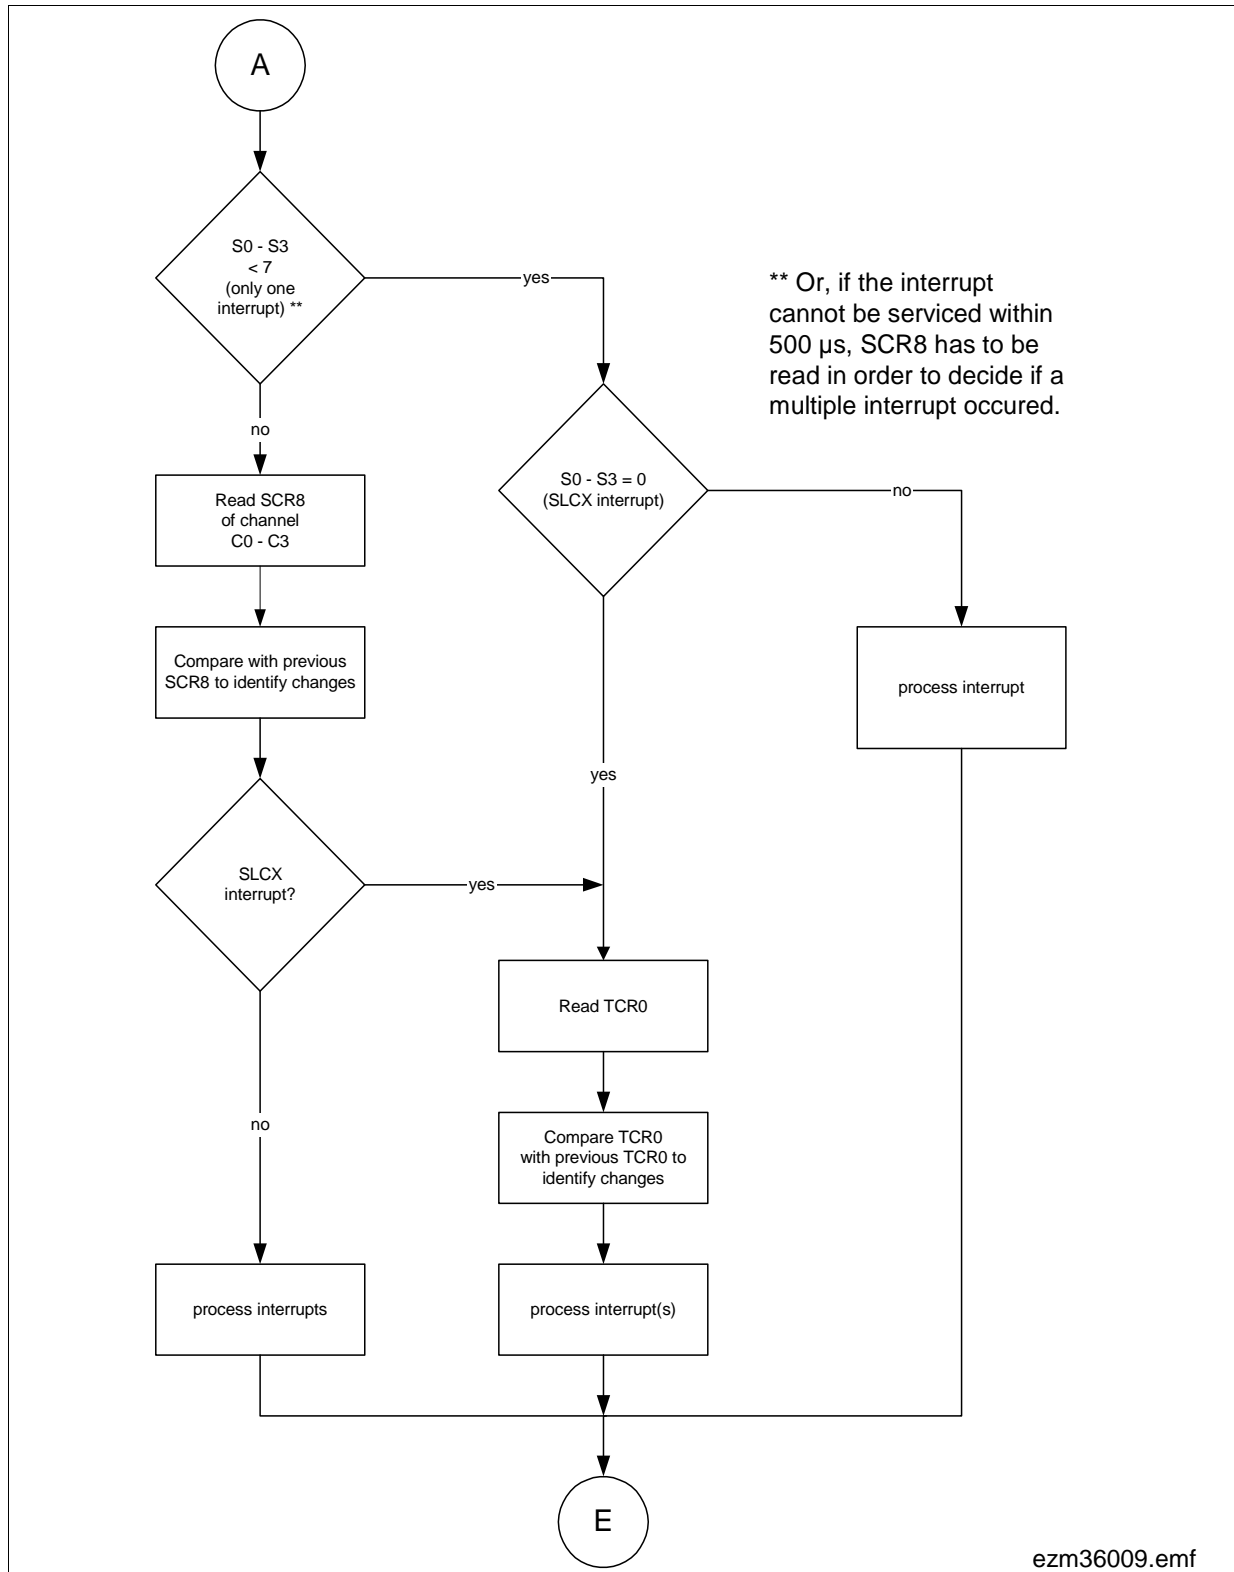 A
S0 - S3
< 7
(only one
interrupt) **
yes
** Or, if the interrupt
cannot be serviced within
500 µs, SCR8 has to be
read in order to decide if a
multiple interrupt occured.
no
Read SCR8
of channel
C0 - C3
S0 - S3 = 0
(SLCX interrupt)
no
Compare with previous
SCR8 to identify changes
process interrupt
yes
SLCX
interrupt?
yes
Read TCR0
no
Compare TCR0
with previous TCR0 to
identify changes
process interrupts
process interrupt(s)
E
ezm36009.emf